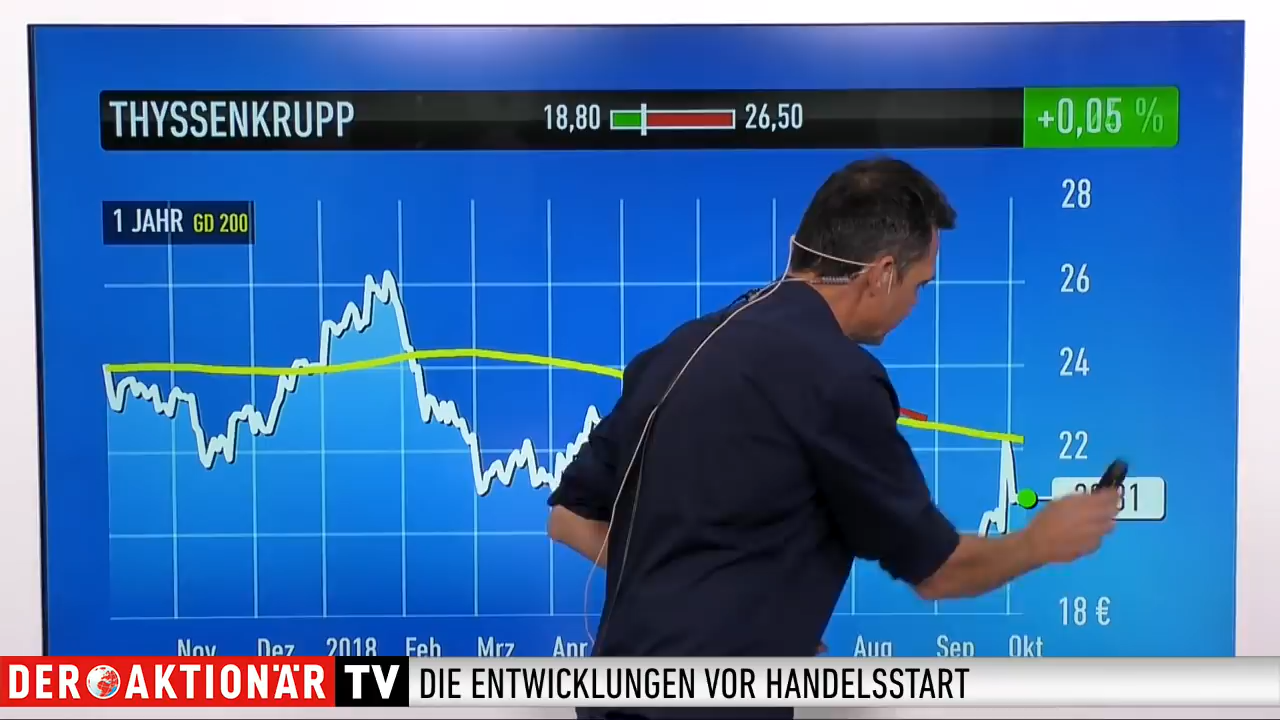 THYSSENKRUPP 18,80 26,50 +0,05 %
1 JAHR GD 200
28
26
24
22
18 €
Nov Dez 2018 Feb Mrz Apr Aug Sep Okt
DER AKTIONÄR TV DIE ENTWICKLUNGEN VOR HANDELSSTART